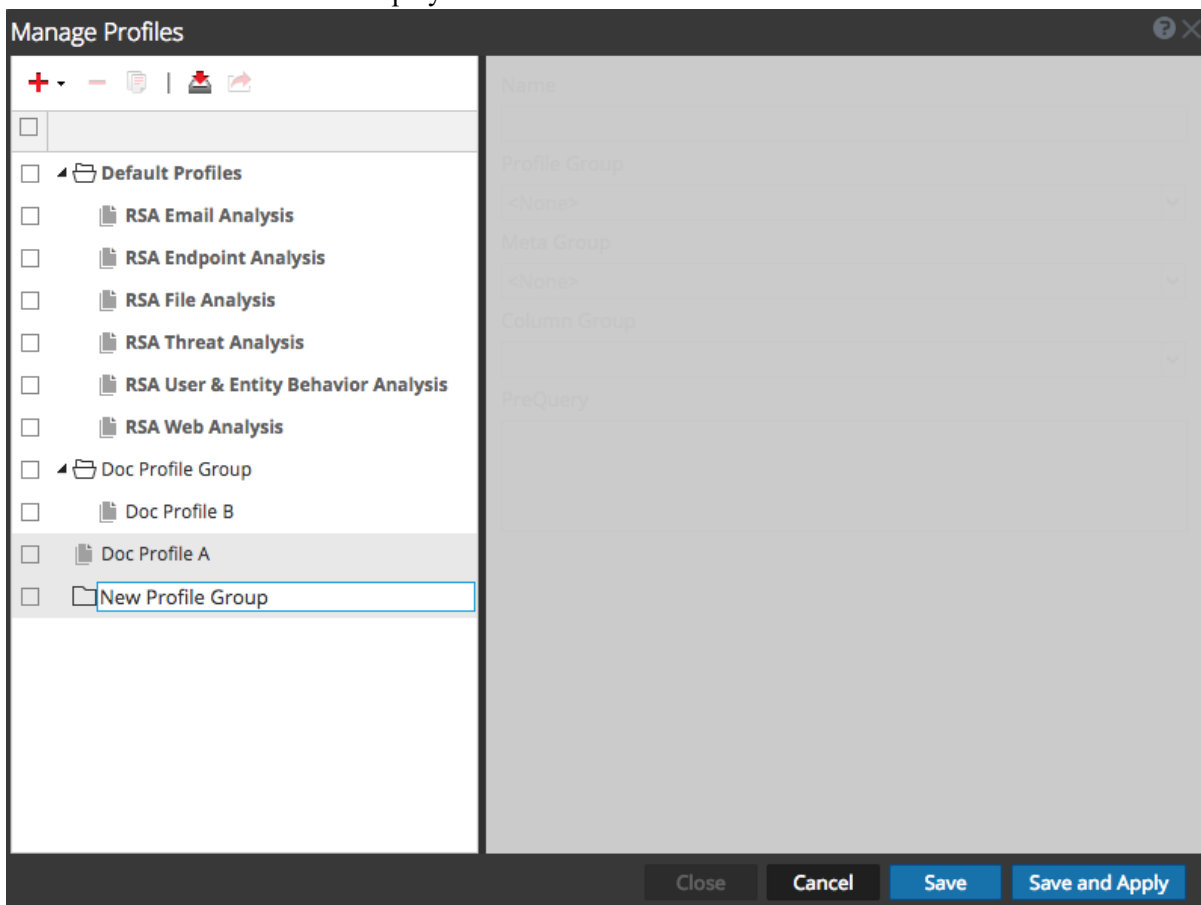 Manage Profiles
Name
Profile Group
<None>
Default Profiles
RSA Email Analysis
Meta Group
RSA Endpoint Analysis
<None>
RSA File Analysis
Column Group
RSA Threat Analysis
RSA User & Entity Behavior Analysis
PreQuery
RSA Web Analysis
Doc Profile Group
Doc Profile B
Doc Profile A
New Profile Group
Close Cancel Save Save and Apply